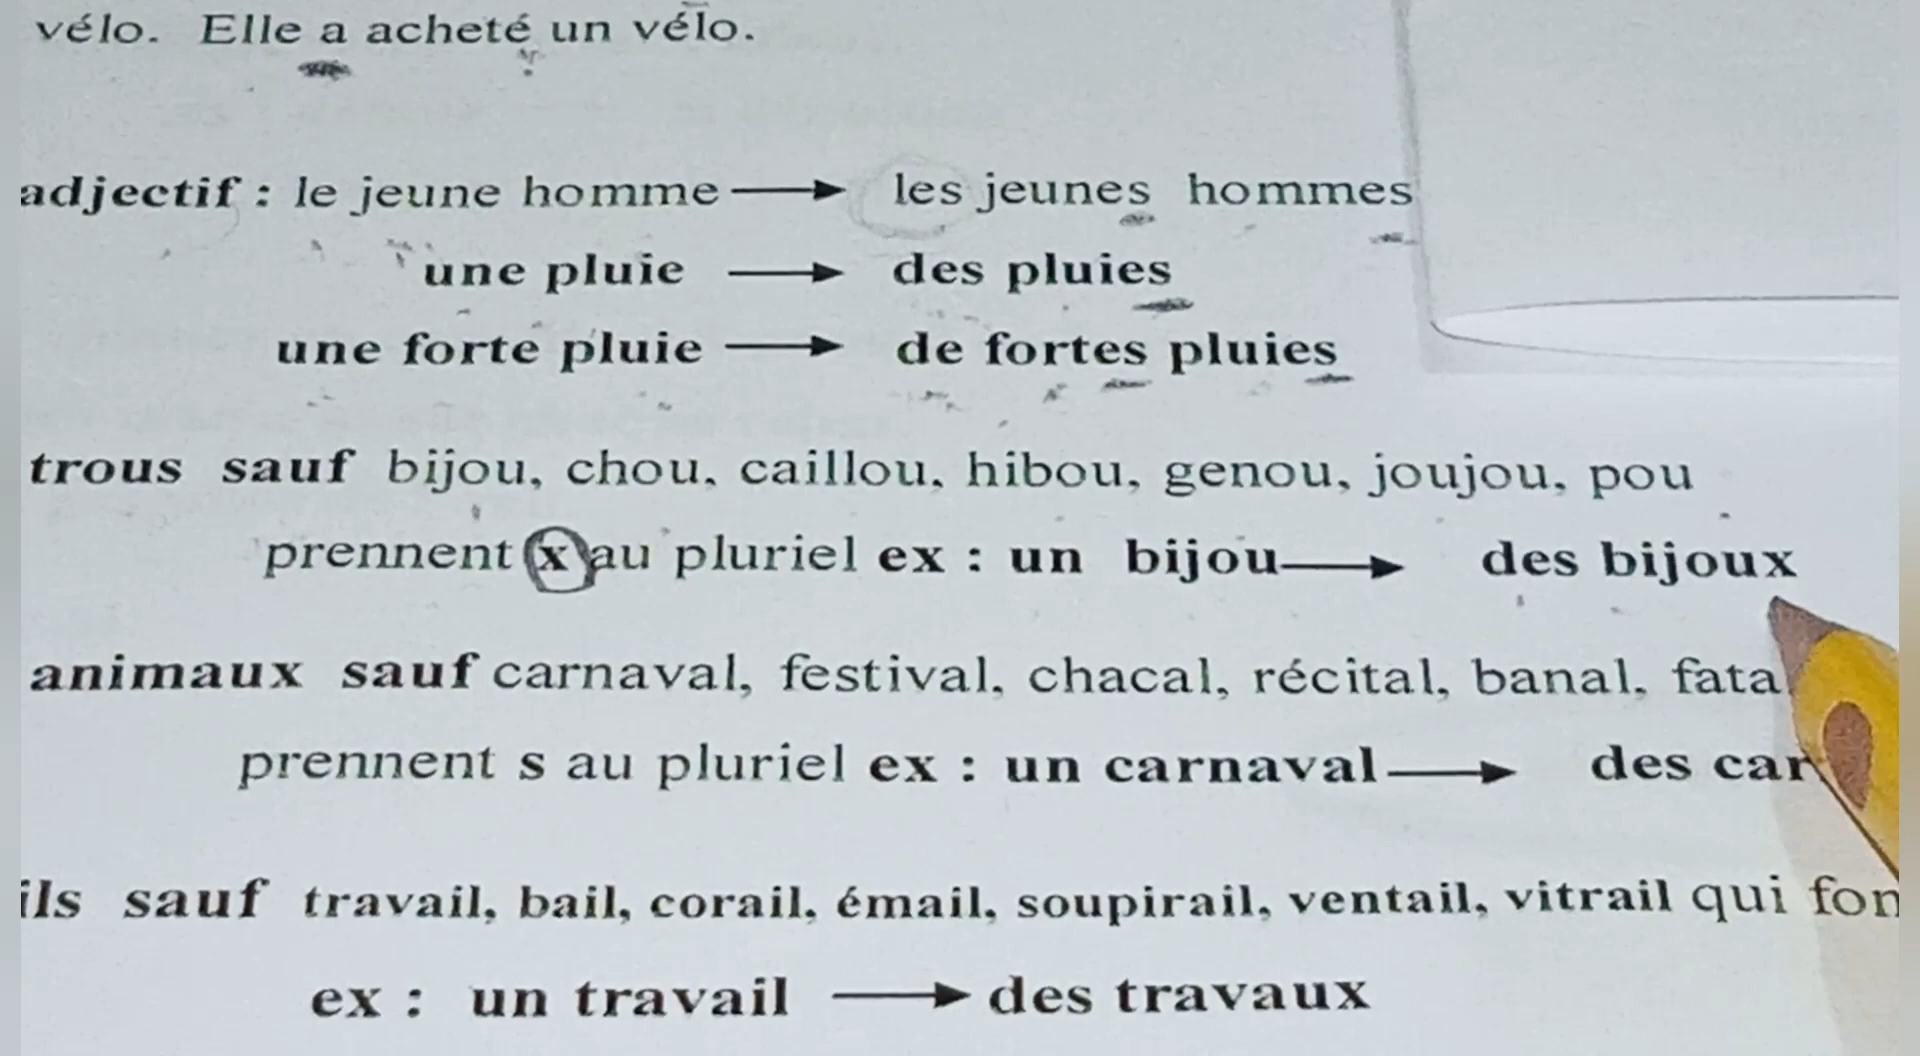 vélo. Elle a acheté un vélo.
adjectif : le jeune homme les jeunes hommes
une pluie des pluies
une forte pluie de fortes pluies
trous sauf bijou, chou, caillou, hibou, genou, joujou, pou
prennent x au pluriel ex : un bijou des bijoux
animaux sauf carnaval, festival, chacal, récital, banal, fata
prennent s au pluriel ex : un carnaval des car
ils sauf travail, bail, corail, émail, soupirail, ventail, vitrail qui fon
ex : un travail des travaux